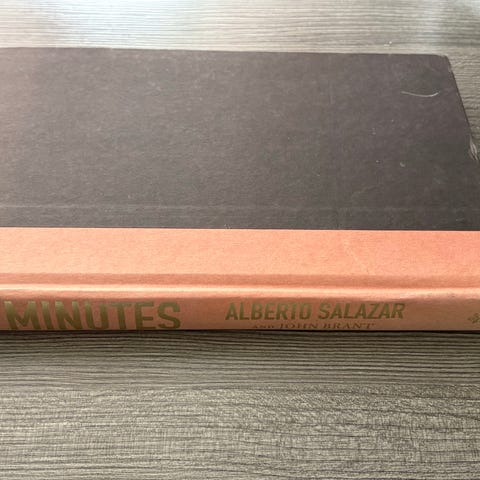 MINUTES
ALBERTO SALAZAR
AND JOHN BRANT